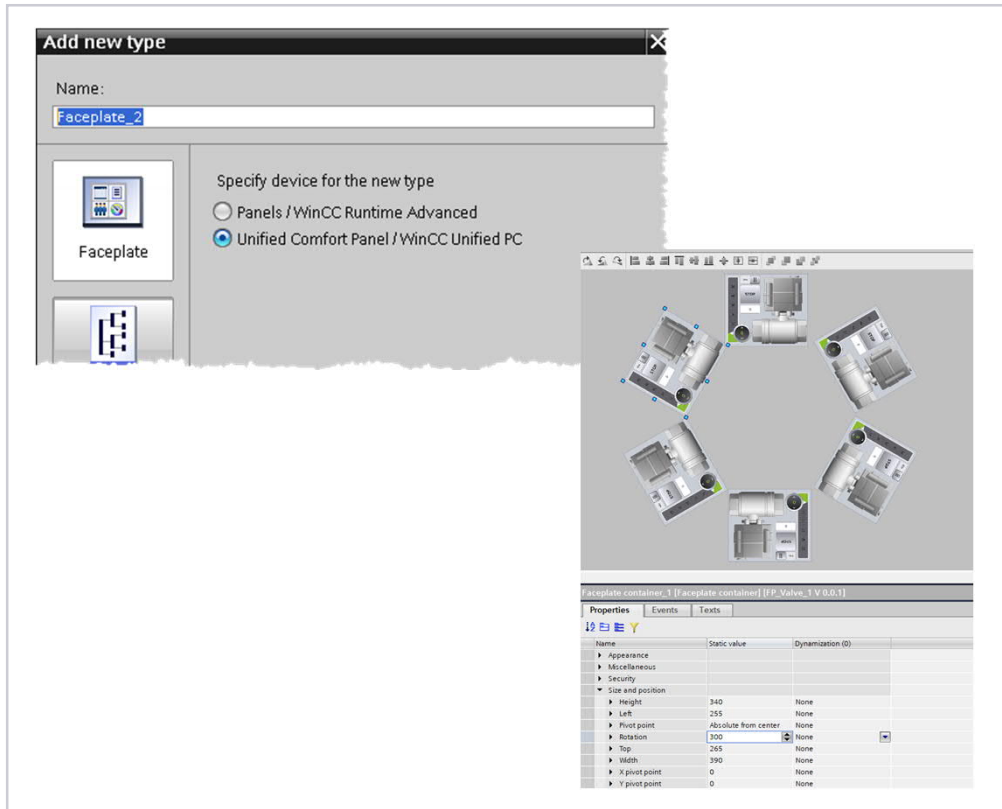 Add new type
Name:
Faceplate_2
Faceplate
Specify device for the new type
Panels / WinCC Runtime Advanced
Unified Comfort Panel / WinCC Unified PC
STOP
Faceplate container_1 [Faceplate container] [FP_Valve_1 V 0.0.1]
Properties Events Texts
Name Static value Dynamization (0)
Appearance
Miscellaneous
Security
Size and position
Height 340 None
Left 255 None
Pivot point Absolute from center None
Rotation 300 None
Top 265 None
Width 390 None
X pivot point 0 None
Y pivot point 0 None